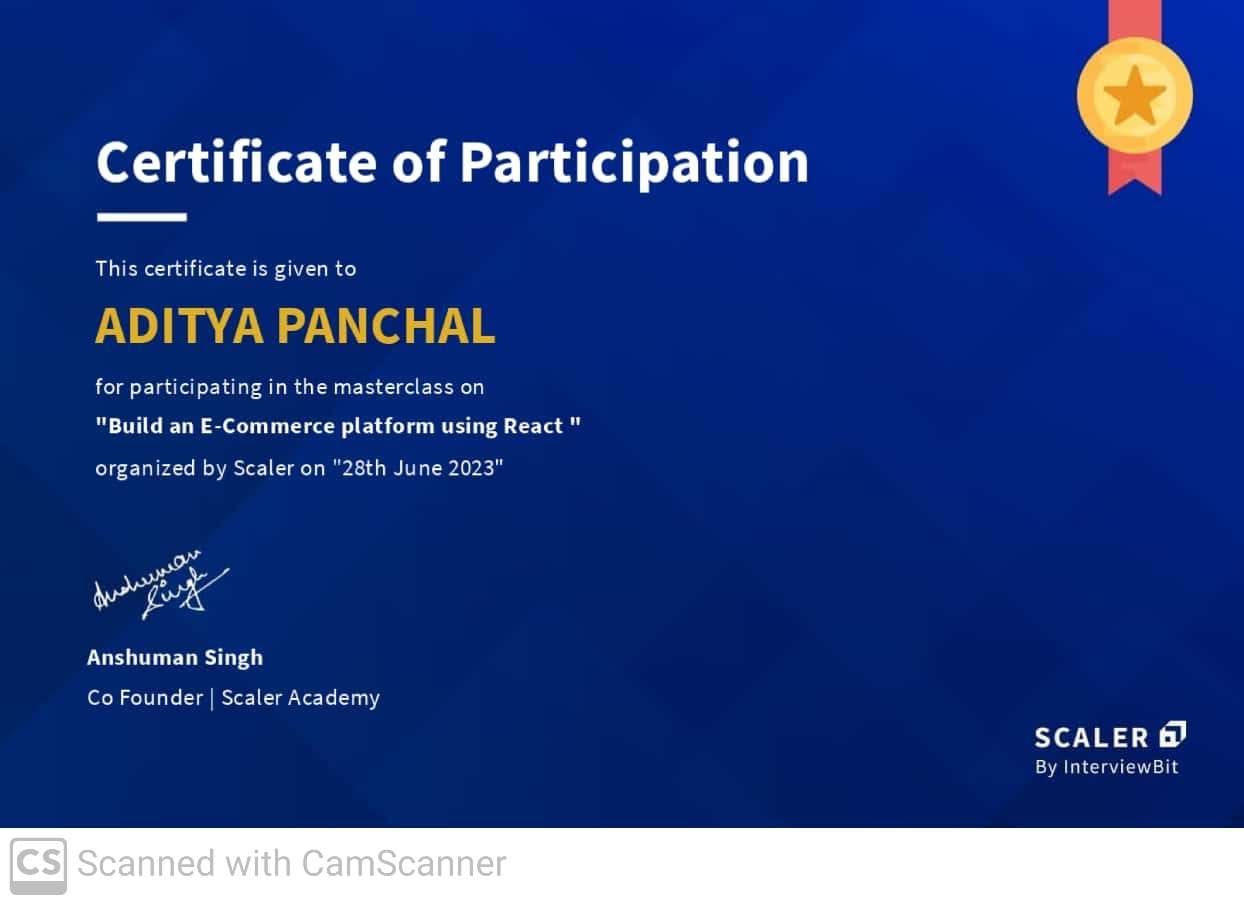 Certificate of Participation
This certificate is given to
ADITYA PANCHAL
for participating in the masterclass on
"Build an E-Commerce platform using React "
organized by Scaler on "28th June 2023"
Anshuman
Singh
Anshuman Singh
Co Founder | Scaler Academy
SCALER
By InterviewBit
CS Scanned with CamScanner